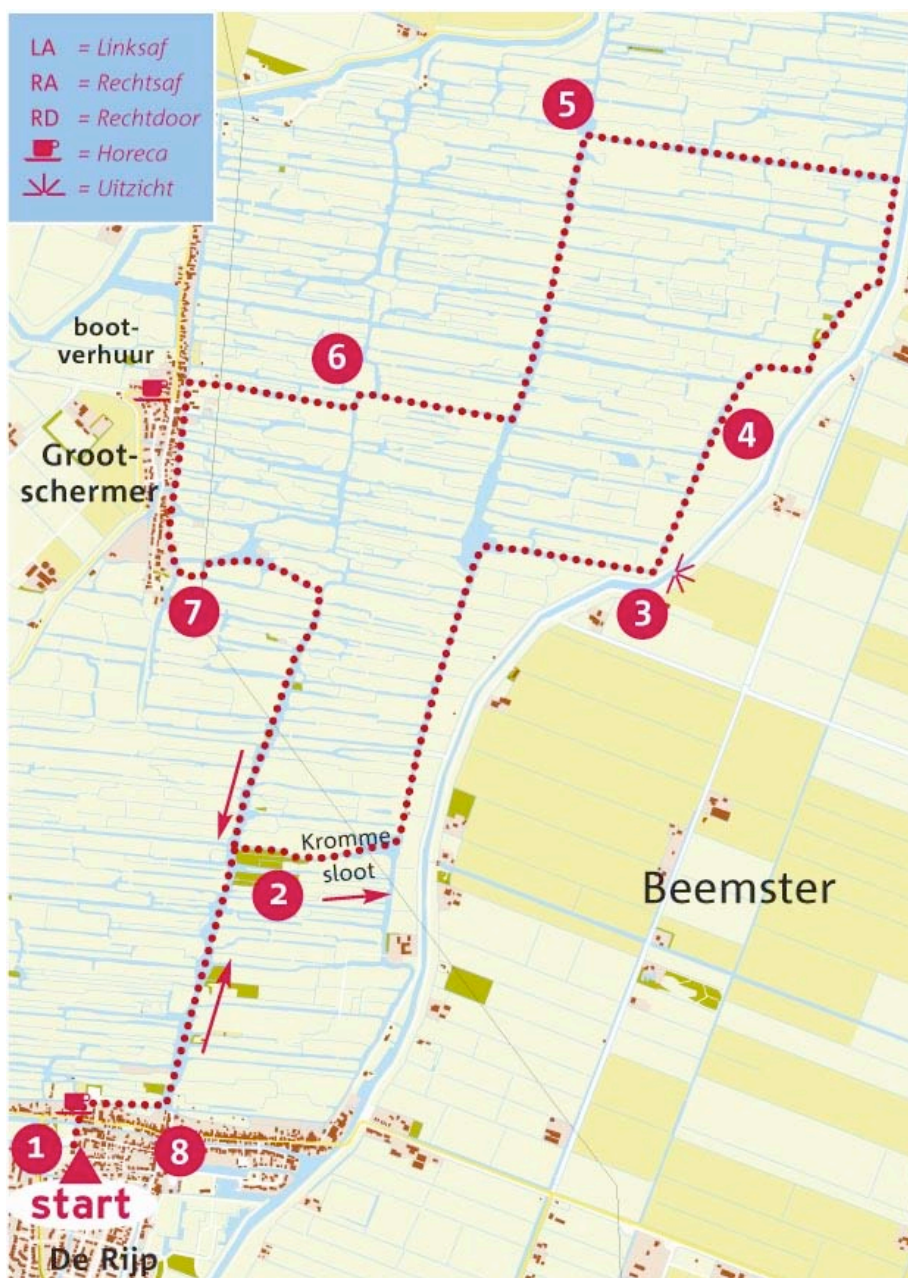 LA = Linksaf
RA = Rechtsaf
RD = Rechtdoor
= Horeca
= Uitzicht
5
boot-
verhuur
6
Groot-
schermer
4
7
3
Kromme
sloot
2
Beemster
1
8
start
De Rijp